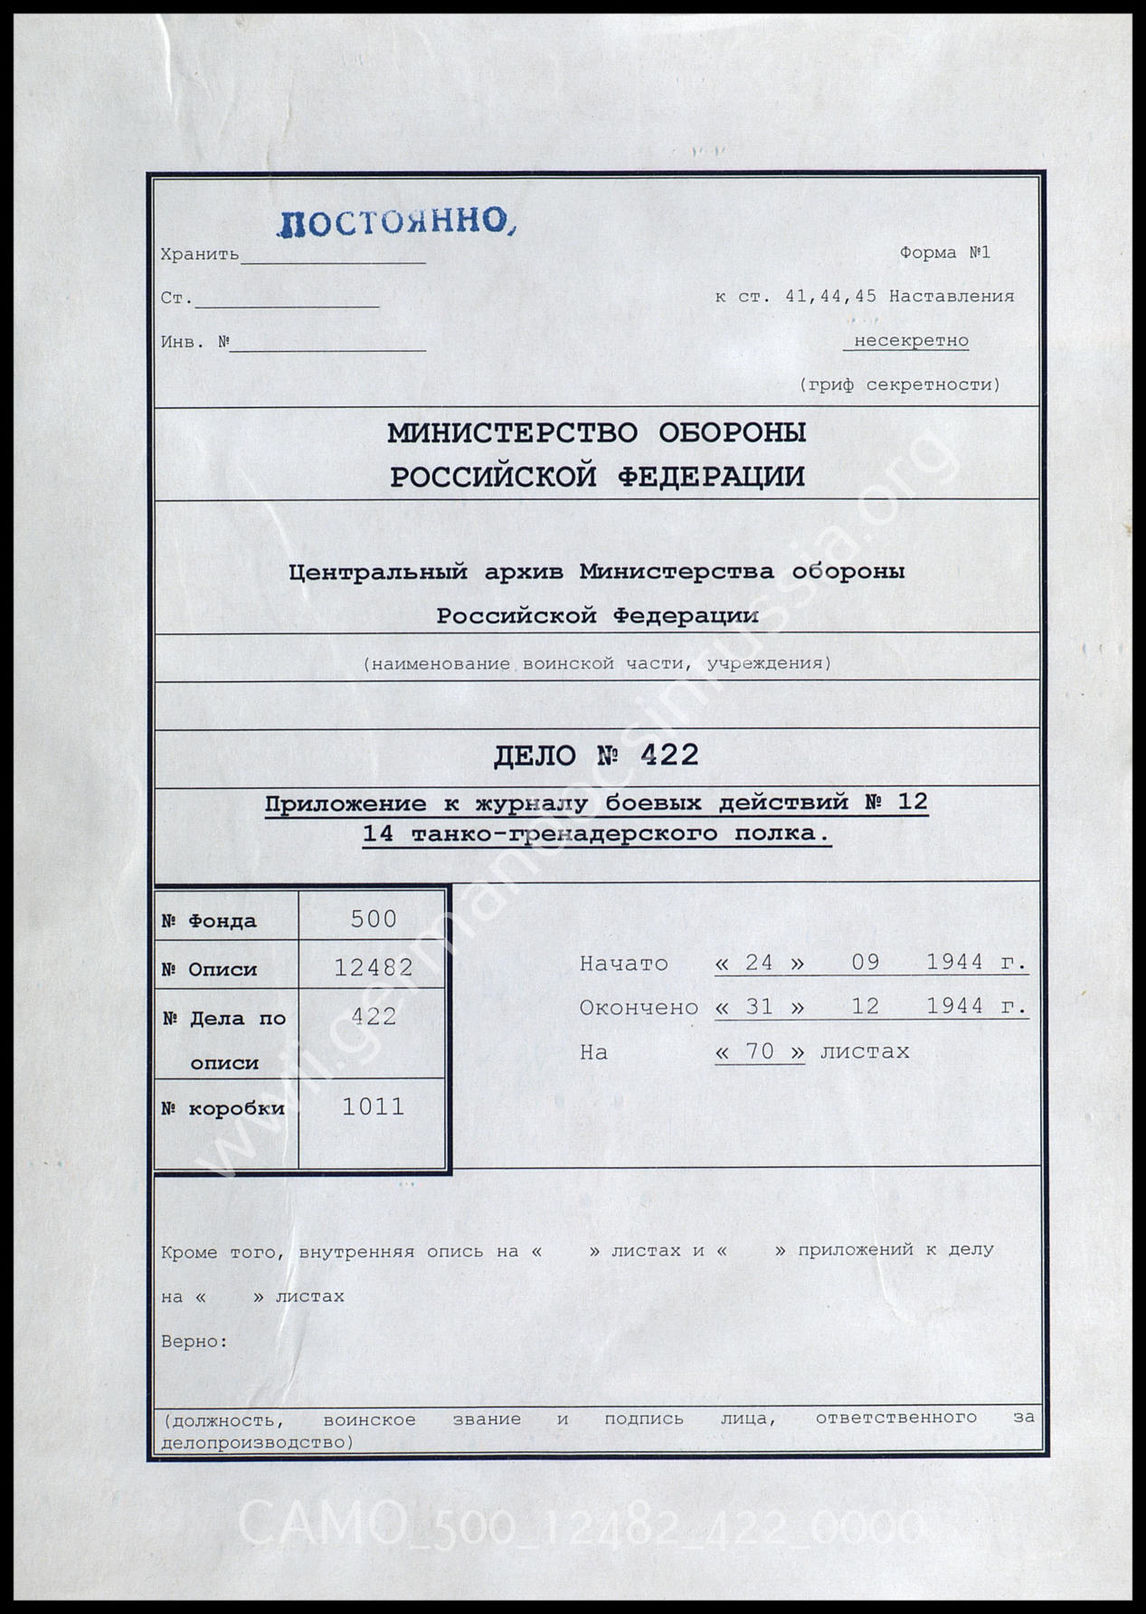 ПОСТОЯННО,
Хранить
Форма №1
Ст.
к ст. 41,44,45 Наставления
Инв. №
несекретно
(гриф секретности)
МИНИСТЕРСТВО ОБОРОНЫ
РОССИЙСКОЙ ФЕДЕРАЦИИ
Центральный архив Министерства обороны
Российской Федерации
(наименование воинской части, учреждения)
ДЕЛО № 422
Приложение к журналу боевых действий № 12
14 танко-гренадерского полка.
№ Фонда 500
№ Описи 12482
№ Дела по 422
описи
№ коробки 1011
Начато « 24 » 09 1944 г.
Окончено « 31 » 12 1944 г.
На « 70 » листах
Кроме того, внутренняя опись на « » листах и « » приложений к делу
на « » листах
Верно:
(должность, воинское звание и подпись лица, ответственного за
делопроизводство)
wwii.germandocsinrussia.org
CAMO_500_12482_422_0000